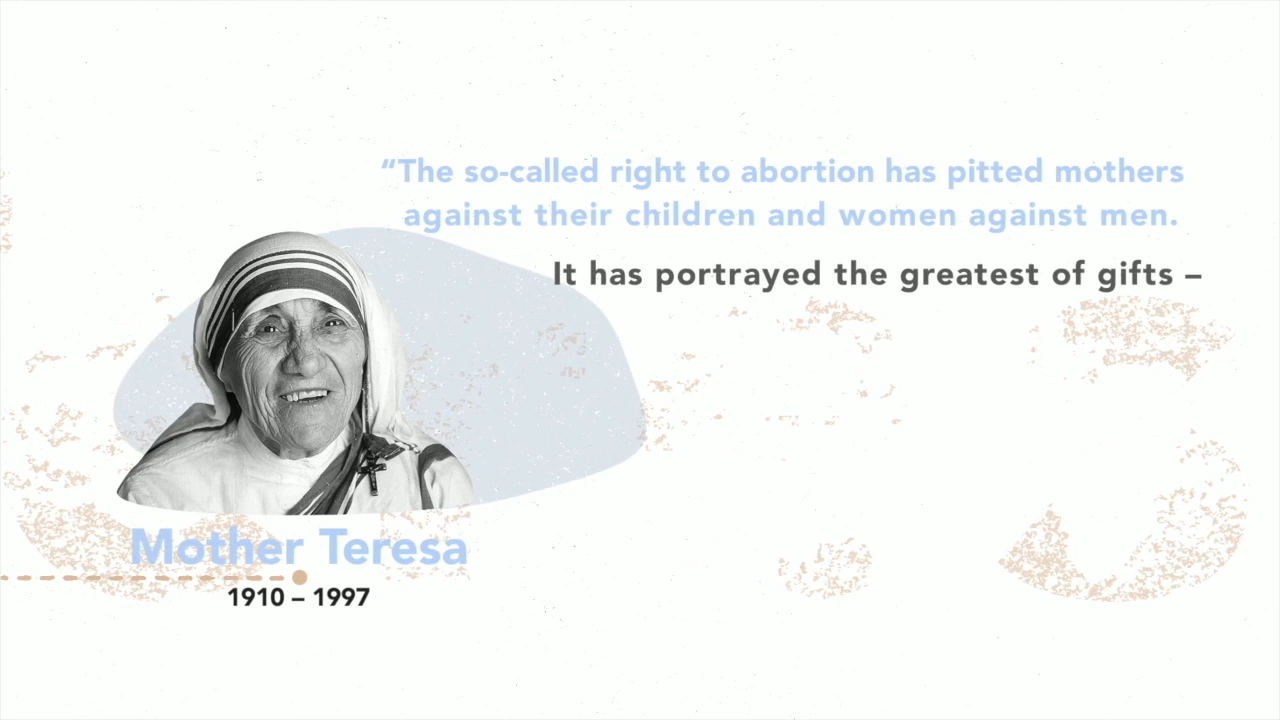 “The so-called right to abortion has pitted mothers
against their children and women against men.
It has portrayed the greatest of gifts –
Mother Teresa
1910 – 1997